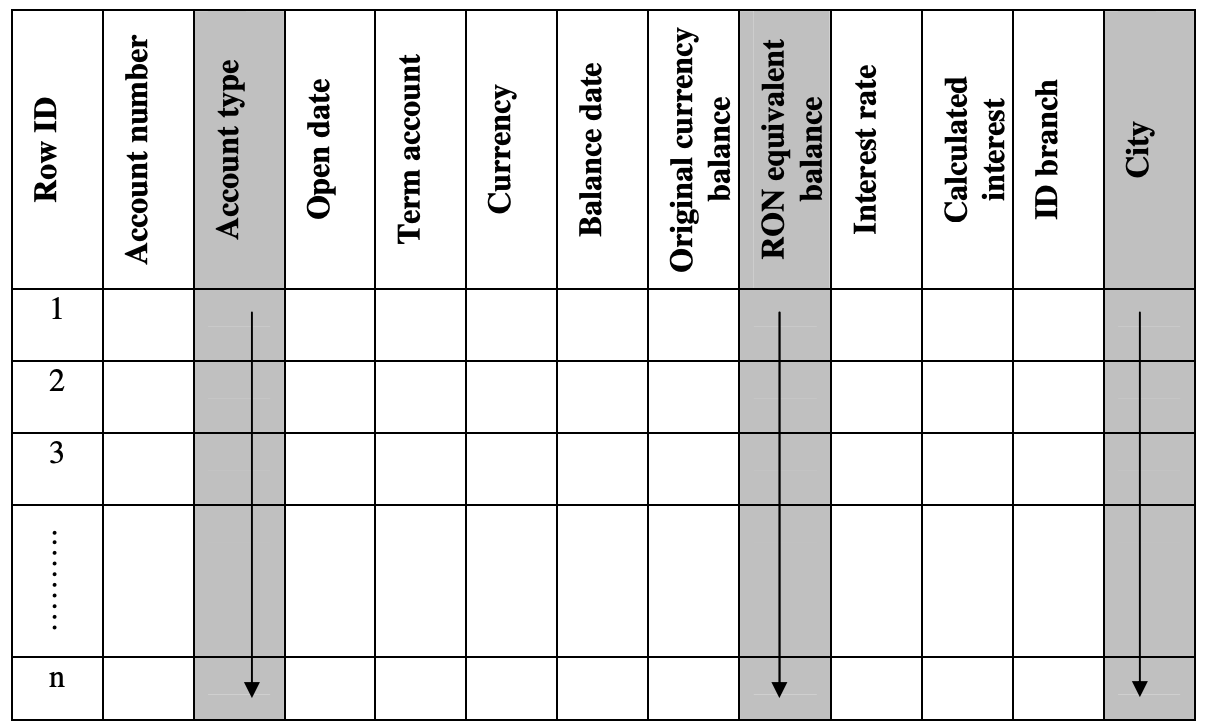 Row ID
Account number
Account type
Open date
Term account
Currency
Balance date
Original currency
balance
RON equivalent
balance
Interest rate
Calculated
interest
ID branch
City
1
2
3
..........
n